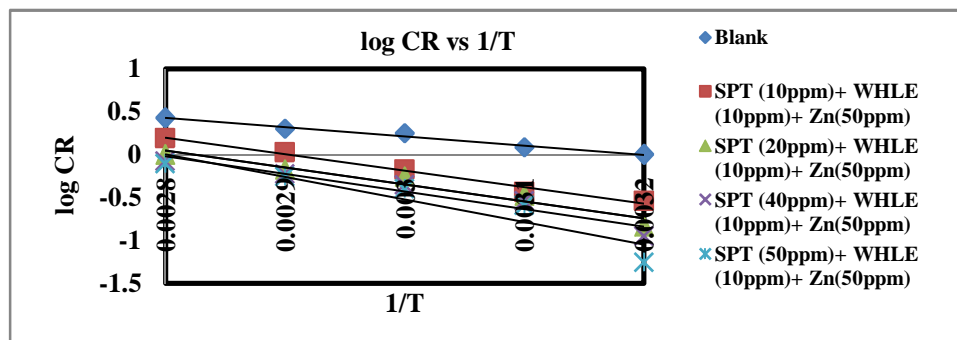 log CR vs 1/T
1
0.5
0
-0.5
-1
-1.5
log CR
0.0028
0.0029
0.003
0.0031
0.0032
1/T
Blank
SPT (10ppm)+ WHLE
(10ppm)+ Zn(50ppm)
SPT (20ppm)+ WHLE
(10ppm)+ Zn(50ppm)
SPT (40ppm)+ WHLE
(10ppm)+ Zn(50ppm)
SPT (50ppm)+ WHLE
(10ppm)+ Zn(50ppm)